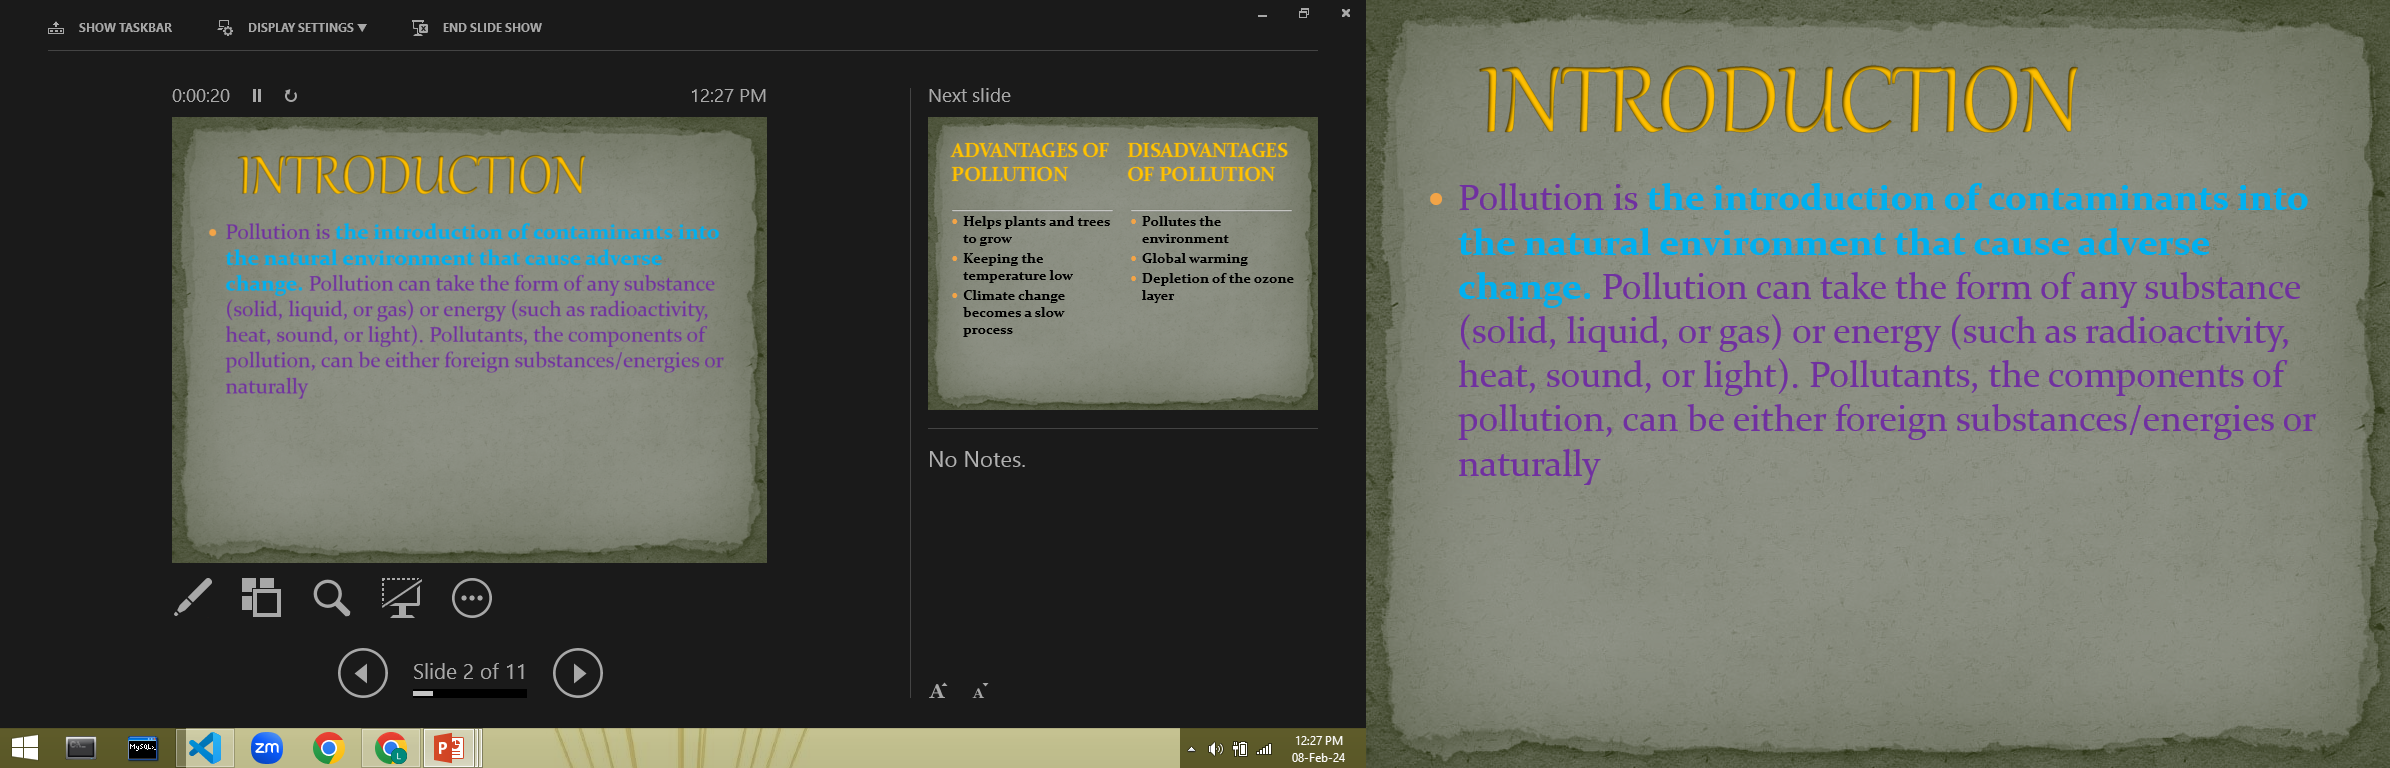 SHOW TASKBAR
DISPLAY SETTINGS
END SLIDE SHOW
0:00:20
12:27 PM
INTRODUCTION
• Pollution is the introduction of contaminants into
the natural environment that cause adverse
change. Pollution can take the form of any substance
(solid, liquid, or gas) or energy (such as radioactivity,
heat, sound, or light). Pollutants, the components of
pollution, can be either foreign substances/energies or
naturally
Slide 2 of 11
Next slide
ADVANTAGES OF
POLLUTION
• Helps plants and trees
to grow
• Keeping the
temperature low
• Climate change
becomes a slow
process
DISADVANTAGES
OF POLLUTION
• Pollutes the
environment
• Global warming
• Depletion of the ozone
layer
No Notes.
A A
MySQL
zm
L
P
12:27 PM
08-Feb-24
INTRODUCTION
• Pollution is the introduction of contaminants into
the natural environment that cause adverse
change. Pollution can take the form of any substance
(solid, liquid, or gas) or energy (such as radioactivity,
heat, sound, or light). Pollutants, the components of
pollution, can be either foreign substances/energies or
naturally